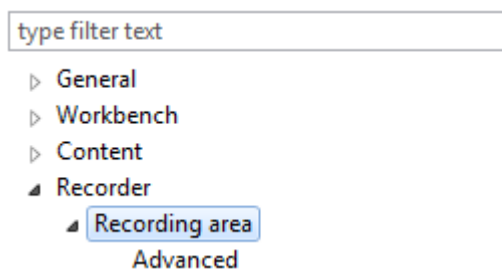 type filter text
General
Workbench
Content
Recorder
Recording area
Advanced